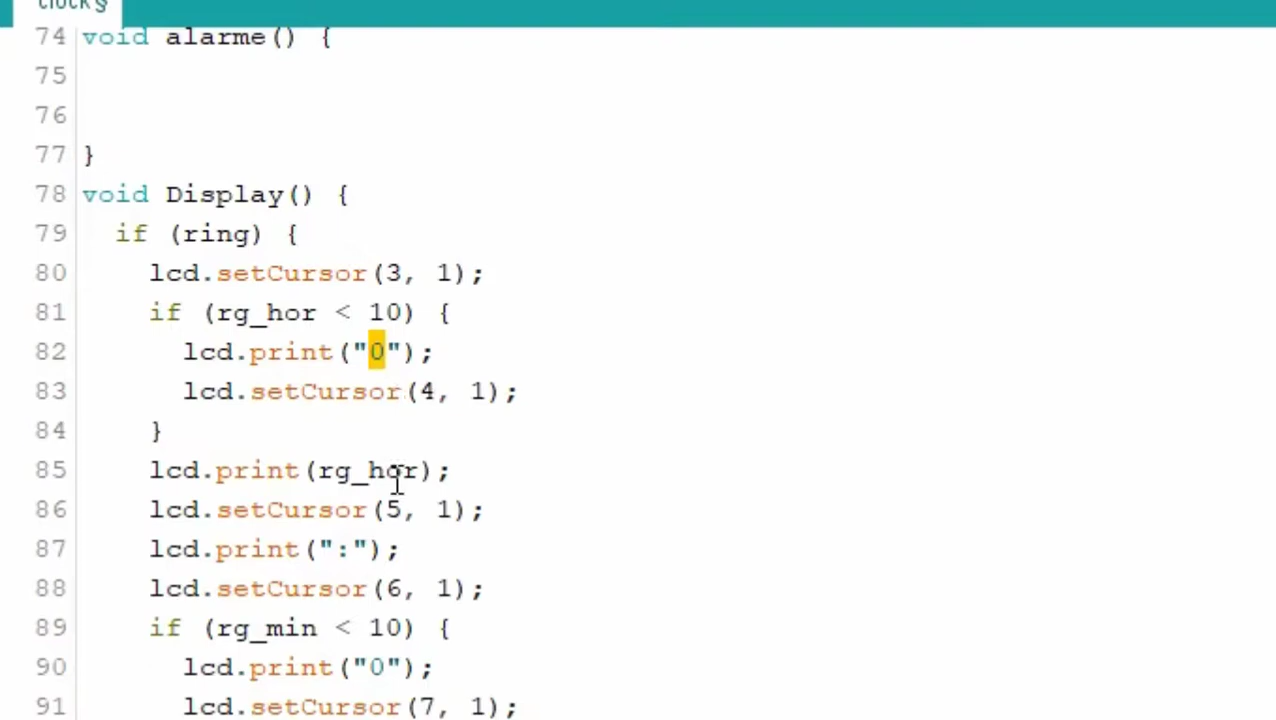 clock §
74 void alarme() {
75
76
77 }
78 void Display() {
79 if (ring) {
80 lcd.setCursor(3, 1);
81 if (rg_hor < 10) {
82 lcd.print("0");
83 lcd.setCursor(4, 1);
84 }
85 lcd.print(rg_hor);
86 lcd.setCursor(5, 1);
87 lcd.print(":");
88 lcd.setCursor(6, 1);
89 if (rg_min < 10) {
90 lcd.print("0");
91 lcd.setCursor(7, 1);